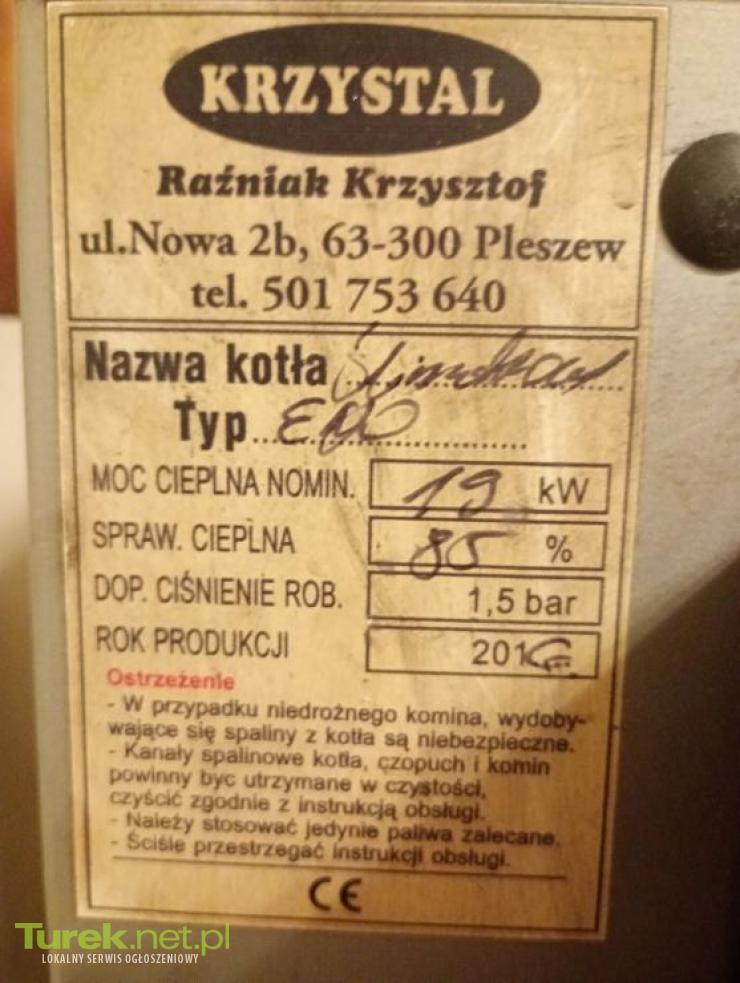 KRZYSTAL
Raźniak Krzysztof
ul.Nowa 2b, 63-300 Pleszew
tel. 501 753 640
Nazwa kotła
Typ
MOC CIEPLNA NOMIN. 19 kW
SPRAW. CIEPLNA 85 %
DOP. CIŚNIENIE ROB. 1,5 bar
ROK PRODUKCJI 2016
Ostrzeżenie
- W przypadku niedrożnego komina, wydoby-
wające się spaliny z kotła są niebezpieczne.
- Kanały spalinowe kotła, czopuch i komin
powinny byc utrzymane w czystości,
czyścić zgodnie z instrukcją obsługi.
- Należy stosować jedynie paliwa zalecane.
- Ściśle przestrzegać instrukcji obsługi.
CE
Turek.net.pl
LOKALNY SERWIS OGŁOSZENIOWY